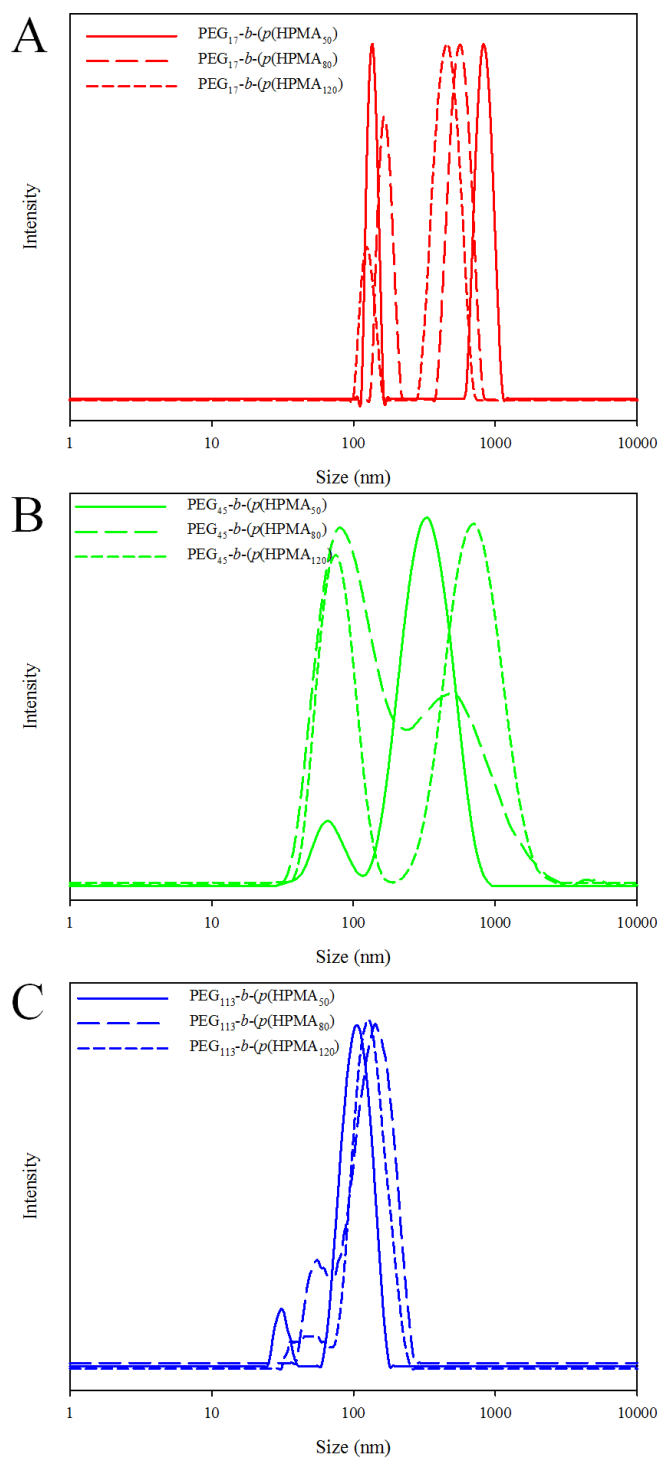 A
PEG17-b-(p(HPMA50)
PEG17-b-(p(HPMA80)
PEG17-b-(p(HPMA120)
Intensity
1 10 100 1000 10000
Size (nm)
B
PEG45-b-(p(HPMA50)
PEG45-b-(p(HPMA80)
PEG45-b-(p(HPMA120)
Intensity
1 10 100 1000 10000
Size (nm)
C
PEG113-b-(p(HPMA50)
PEG113-b-(p(HPMA80)
PEG113-b-(p(HPMA120)
Intensity
1 10 100 1000 10000
Size (nm)